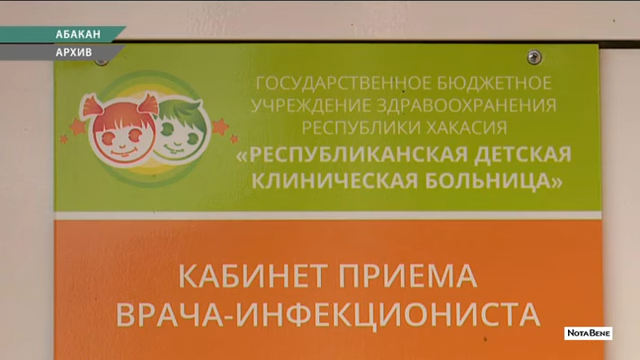 АБАКАН
АРХИВ
ГОСУДАРСТВЕННОЕ БЮДЖЕТНОЕ
УЧРЕЖДЕНИЕ ЗДРАВООХРАНЕНИЯ
РЕСПУБЛИКИ ХАКАСИЯ
«РЕСПУБЛИКАНСКАЯ ДЕТСКАЯ
КЛИНИЧЕСКАЯ БОЛЬНИЦА»
КАБИНЕТ ПРИЕМА
ВРАЧА-ИНФЕКЦИОНИСТА
NOTABENE